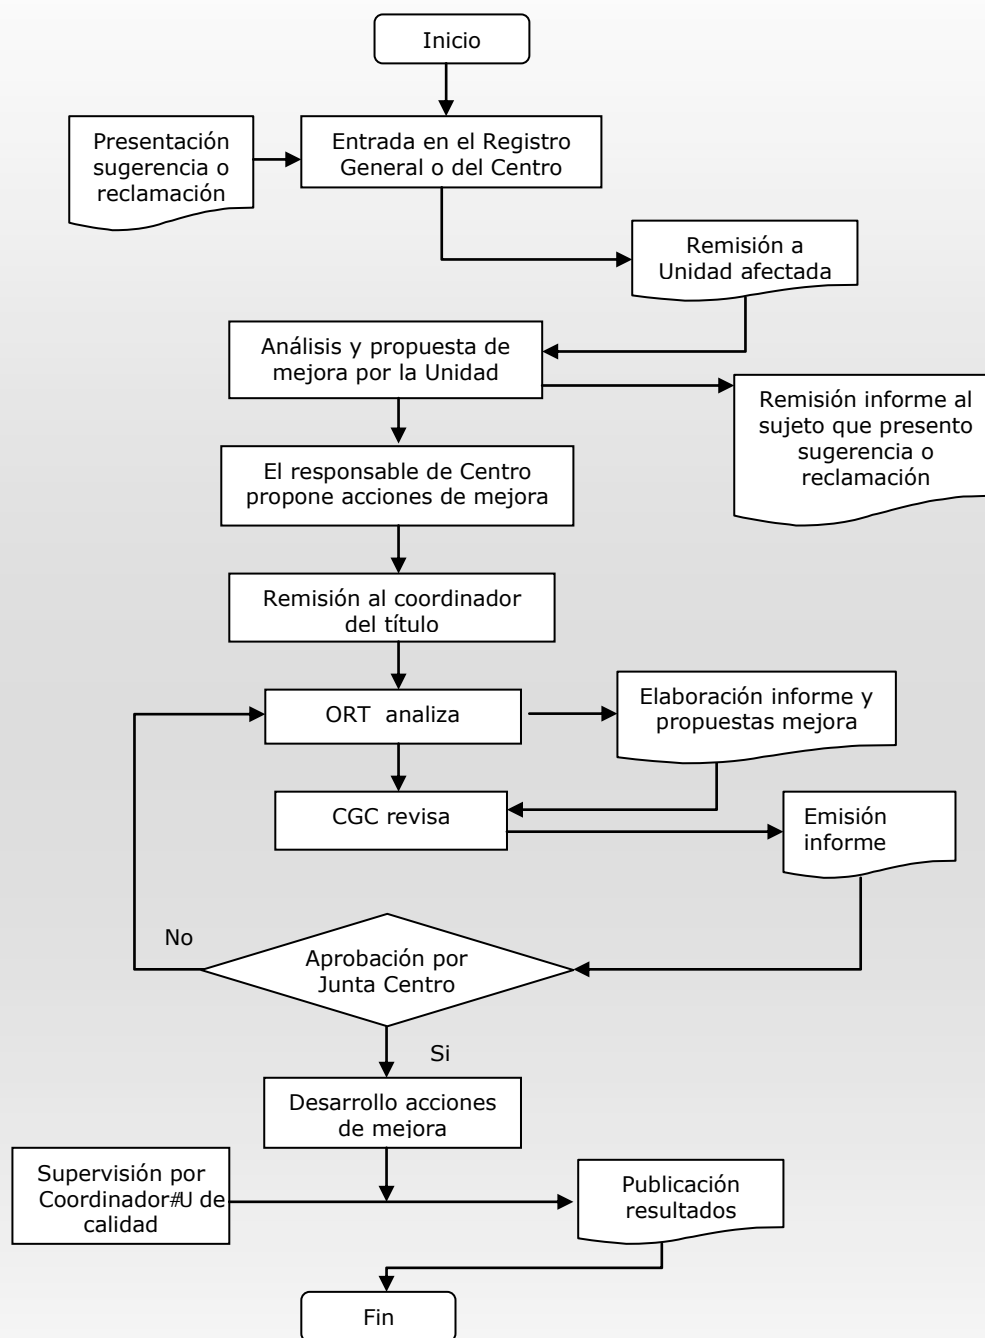 Inicio
Presentación
sugerencia o
reclamación
Entrada en el Registro
General o del Centro
Remisión a
Unidad afectada
Análisis y propuesta de
mejora por la Unidad
Remisión informe al
sujeto que presento
sugerencia o
reclamación
El responsable de Centro
propone acciones de mejora
Remisión al coordinador
del título
ORT analiza
Elaboración informe y
propuestas mejora
CGC revisa
Emisión
informe
No
Aprobación por
Junta Centro
Si
Desarrollo acciones
de mejora
Supervisión por
Coordinador#U de
calidad
Publicación
resultados
Fin